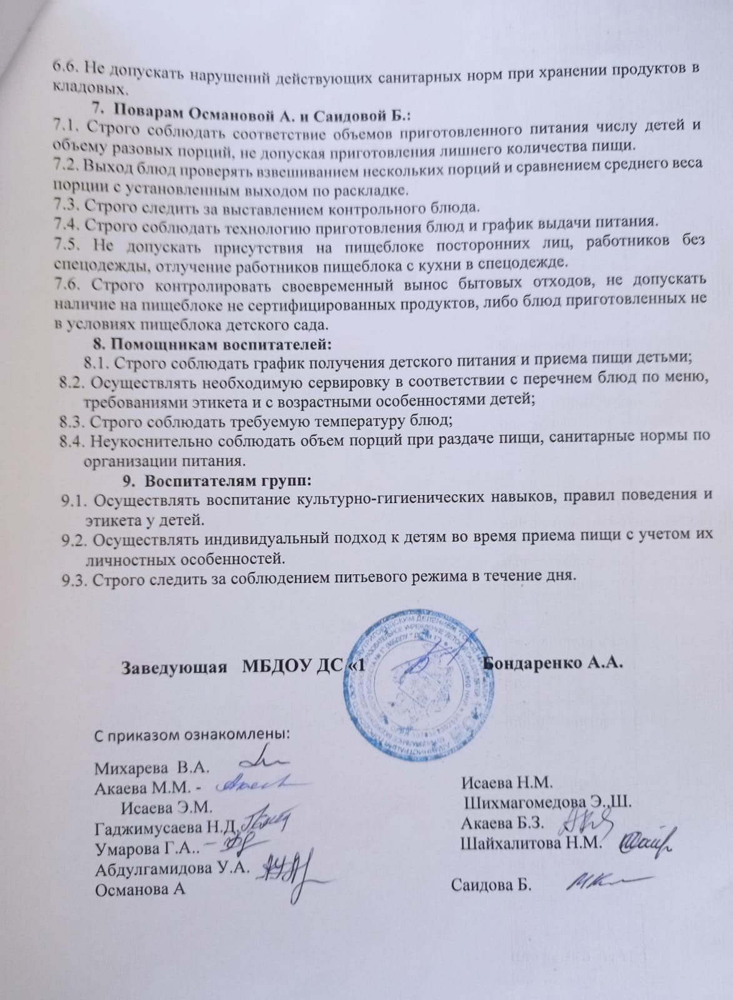 6.6. Не допускать нарушений действующих санитарных норм при хранении продуктов в
кладовых.
7. Поварам Османовой А. и Саидовой Б.:
7.1. Строго соблюдать соответствие объемов приготовленного питания числу детей и
объему разовых порций, не допуская приготовления лишнего количества пищи.
7.2. Выход блюд проверять взвешиванием нескольких порций и сравнением среднего веса
порции с установленным выходом по раскладке.
7.3. Строго следить за выставлением контрольного блюда.
7.4. Строго соблюдать технологию приготовления блюд и график выдачи питания.
7.5. Не допускать присутствия на пищеблоке посторонних лиц, работников без
спецодежды, отлучение работников пищеблока с кухни в спецодежде.
7.6. Строго контролировать своевременный вынос бытовых отходов, не допускать
наличие на пищеблоке не сертифицированных продуктов, либо блюд приготовленных не
в условиях пищеблока детского сада.
8. Помощникам воспитателей:
8.1. Строго соблюдать график получения детского питания и приема пищи детьми;
8.2. Осуществлять необходимую сервировку в соответствии с перечнем блюд по меню,
требованиями этикета и с возрастными особенностями детей;
8.3. Строго соблюдать требуемую температуру блюд;
8.4. Неукоснительно соблюдать объем порций при раздаче пищи, санитарные нормы по
организации питания.
9. Воспитателям групп:
9.1. Осуществлять воспитание культурно-гигиенических навыков, правил поведения и
этикета у детей.
9.2. Осуществлять индивидуальный подход к детям во время приема пищи с учетом их
личностных особенностей.
9.3. Строго следить за соблюдением питьевого режима в течение дня.
Заведующая МБДОУ ДС «1 Бондаренко А.А.
С приказом ознакомлены:
Михарева В.А.
Акаева М.М. - Исаева Н.М.
Исаева Э.М. Шихмагомедова Э.,Ш.
Гаджимусаева Н.Д. Акаева Б.З.
Умарова Г.А.. Шайхалитова Н.М.
Абдулгамидова У.А.
Османова А Саидова Б.